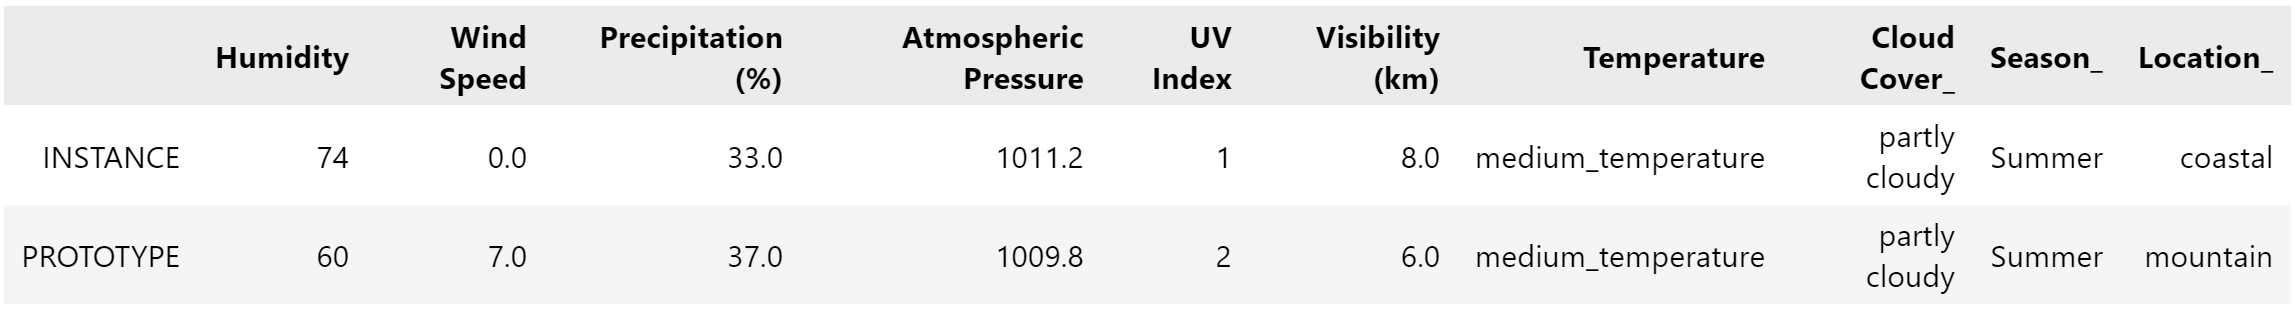 Humidity Wind Speed Precipitation (%) Atmospheric Pressure UV Index Visibility (km) Temperature Cloud Cover_ Season_ Location_
INSTANCE 74 0.0 33.0 1011.2 1 8.0 medium_temperature partly cloudy Summer coastal
PROTOTYPE 60 7.0 37.0 1009.8 2 6.0 medium_temperature partly cloudy Summer mountain